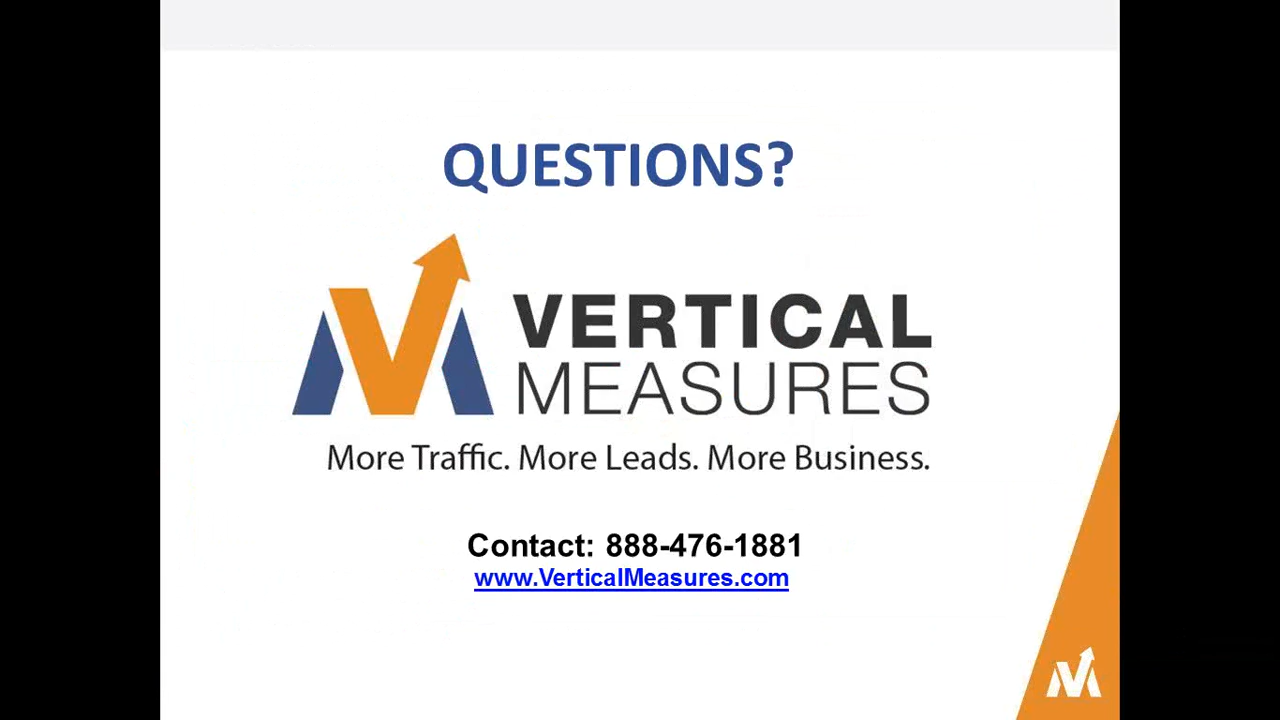 QUESTIONS?
VERTICAL
MEASURES
More Traffic. More Leads. More Business.
Contact: 888-476-1881
www.VerticalMeasures.com